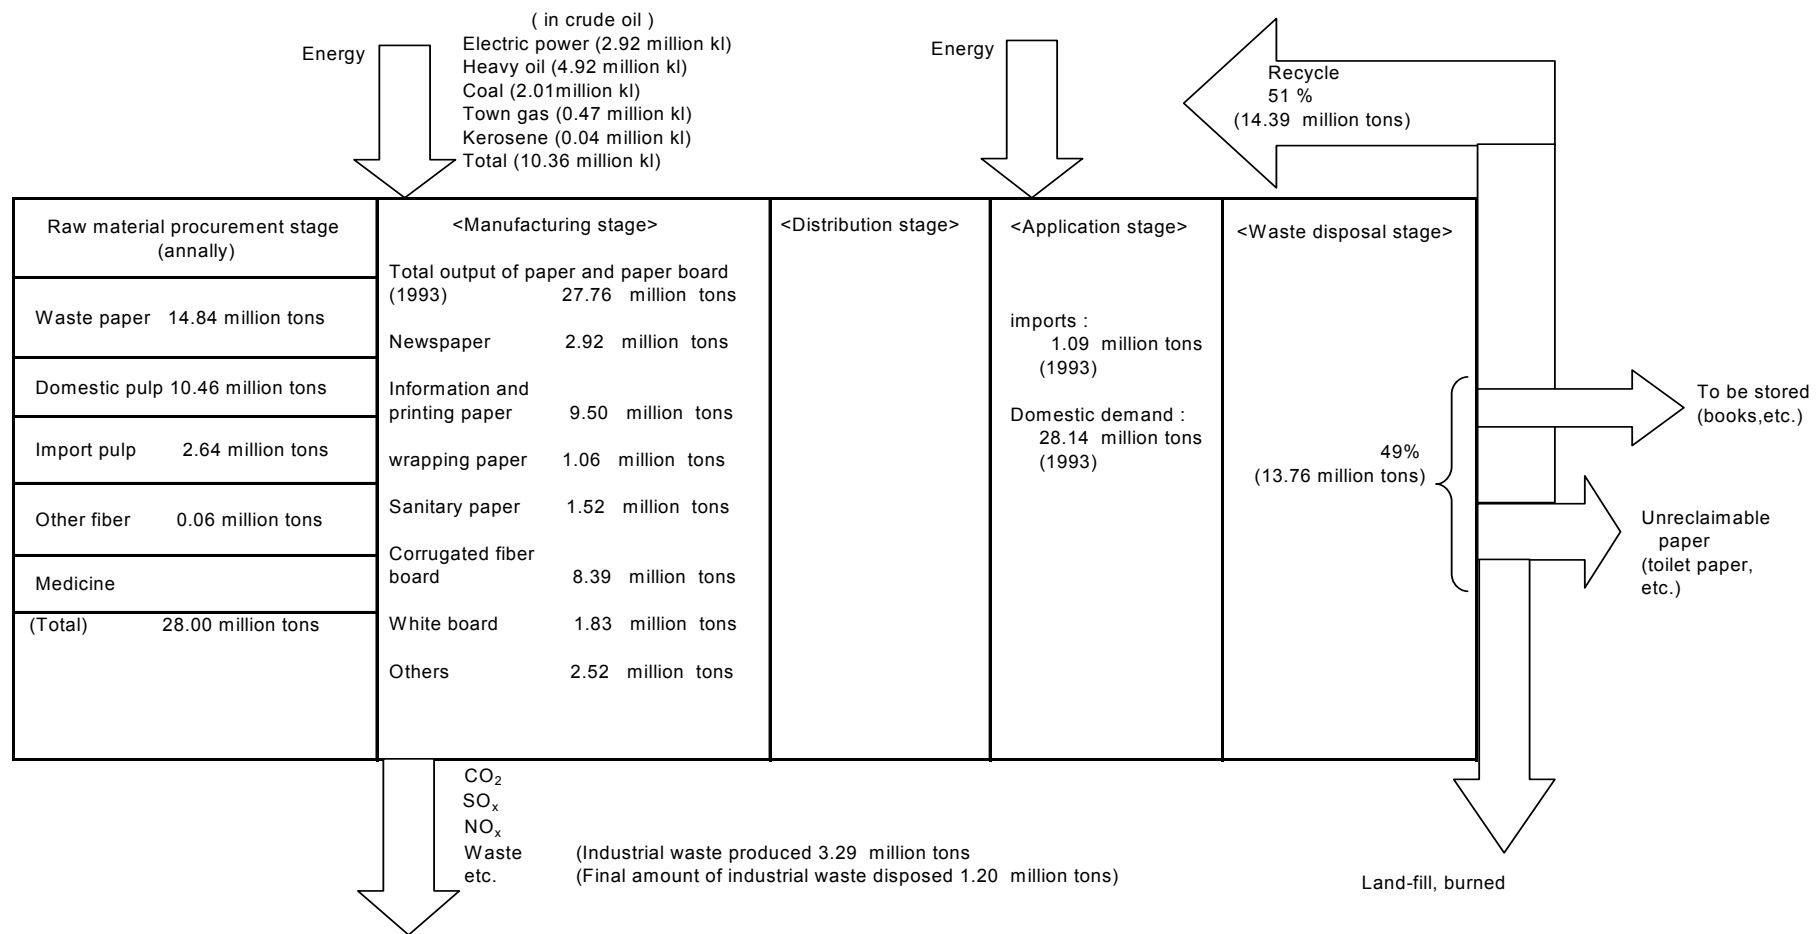 ( in crude oil )
Energy
Electric power (2.92 million kl)
Heavy oil (4.92 million kl)
Coal (2.01million kl)
Town gas (0.47 million kl)
Kerosene (0.04 million kl)
Total (10.36 million kl)
Energy
Recycle
51 %
(14.39 million tons)
Raw material procurement stage
(annally)
Waste paper 14.84 million tons
Domestic pulp 10.46 million tons
Import pulp 2.64 million tons
Other fiber 0.06 million tons
Medicine
(Total) 28.00 million tons
<Manufacturing stage>
Total output of paper and paper board
(1993) 27.76 million tons
Newspaper 2.92 million tons
Information and
printing paper 9.50 million tons
wrapping paper 1.06 million tons
Sanitary paper 1.52 million tons
Corrugated fiber
board 8.39 million tons
White board 1.83 million tons
Others 2.52 million tons
<Distribution stage>
<Application stage>
imports :
1.09 million tons
(1993)
Domestic demand :
28.14 million tons
(1993)
<Waste disposal stage>
49%
(13.76 million tons)
To be stored
(books,etc.)
Unreclaimable
paper
(toilet paper,
etc.)
CO₂
SOₓ
NOₓ
Waste (Industrial waste produced 3.29 million tons
etc. (Final amount of industrial waste disposed 1.20 million tons)
Land-fill, burned